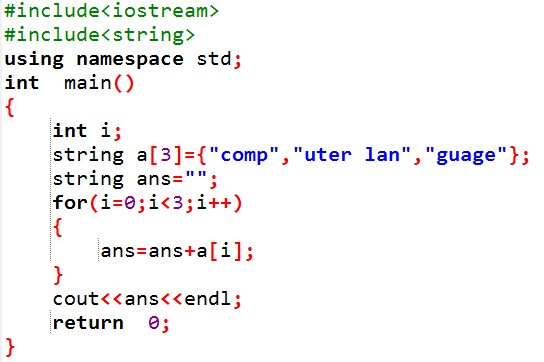 #include<iostream>
#include<string>
using namespace std;
int  main()
{
    int i;
    string a[3]={"comp","uter lan","guage"};
    string ans="";
    for(i=0;i<3;i++)
    {
        ans=ans+a[i];
    }
    cout<<ans<<endl;
    return  0;
}